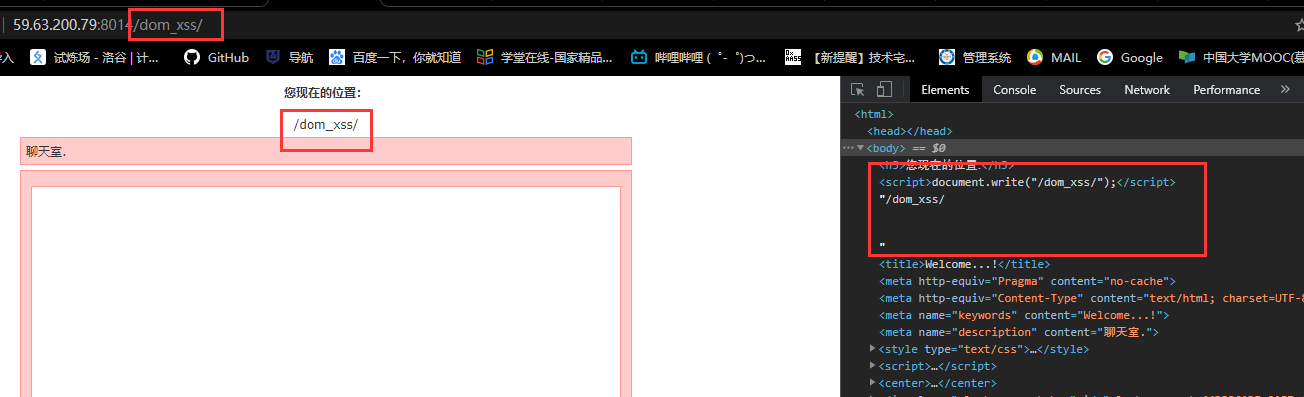 59.63.200.79:8014/dom_xss/
试炼场 - 洛谷 | 计... GitHub 导航 百度一下，你就知道 学堂在线-国家精品... 哔哩哔哩 (゜-゜)つ... 【新提醒】技术宅... 管理系统 MAIL Google 中国大学MOOC(慕
您现在的位置:
/dom_xss/
聊天室.
Elements Console Sources Network Performance »
<html>
<head></head>
··· ▼<body> == $0
<h5>您现在的位置:</h5>
<script>document.write("/dom_xss/");</script>
"/dom_xss/
"
<title>Welcome...!</title>
<meta http-equiv="Pragma" content="no-cache">
<meta http-equiv="Content-Type" content="text/html; charset=UTF-8
<meta name="keywords" content="Welcome...!">
<meta name="description" content="聊天室.">
▶<style type="text/css">…</style>
▶<script>…</script>
▶<center>…</center>